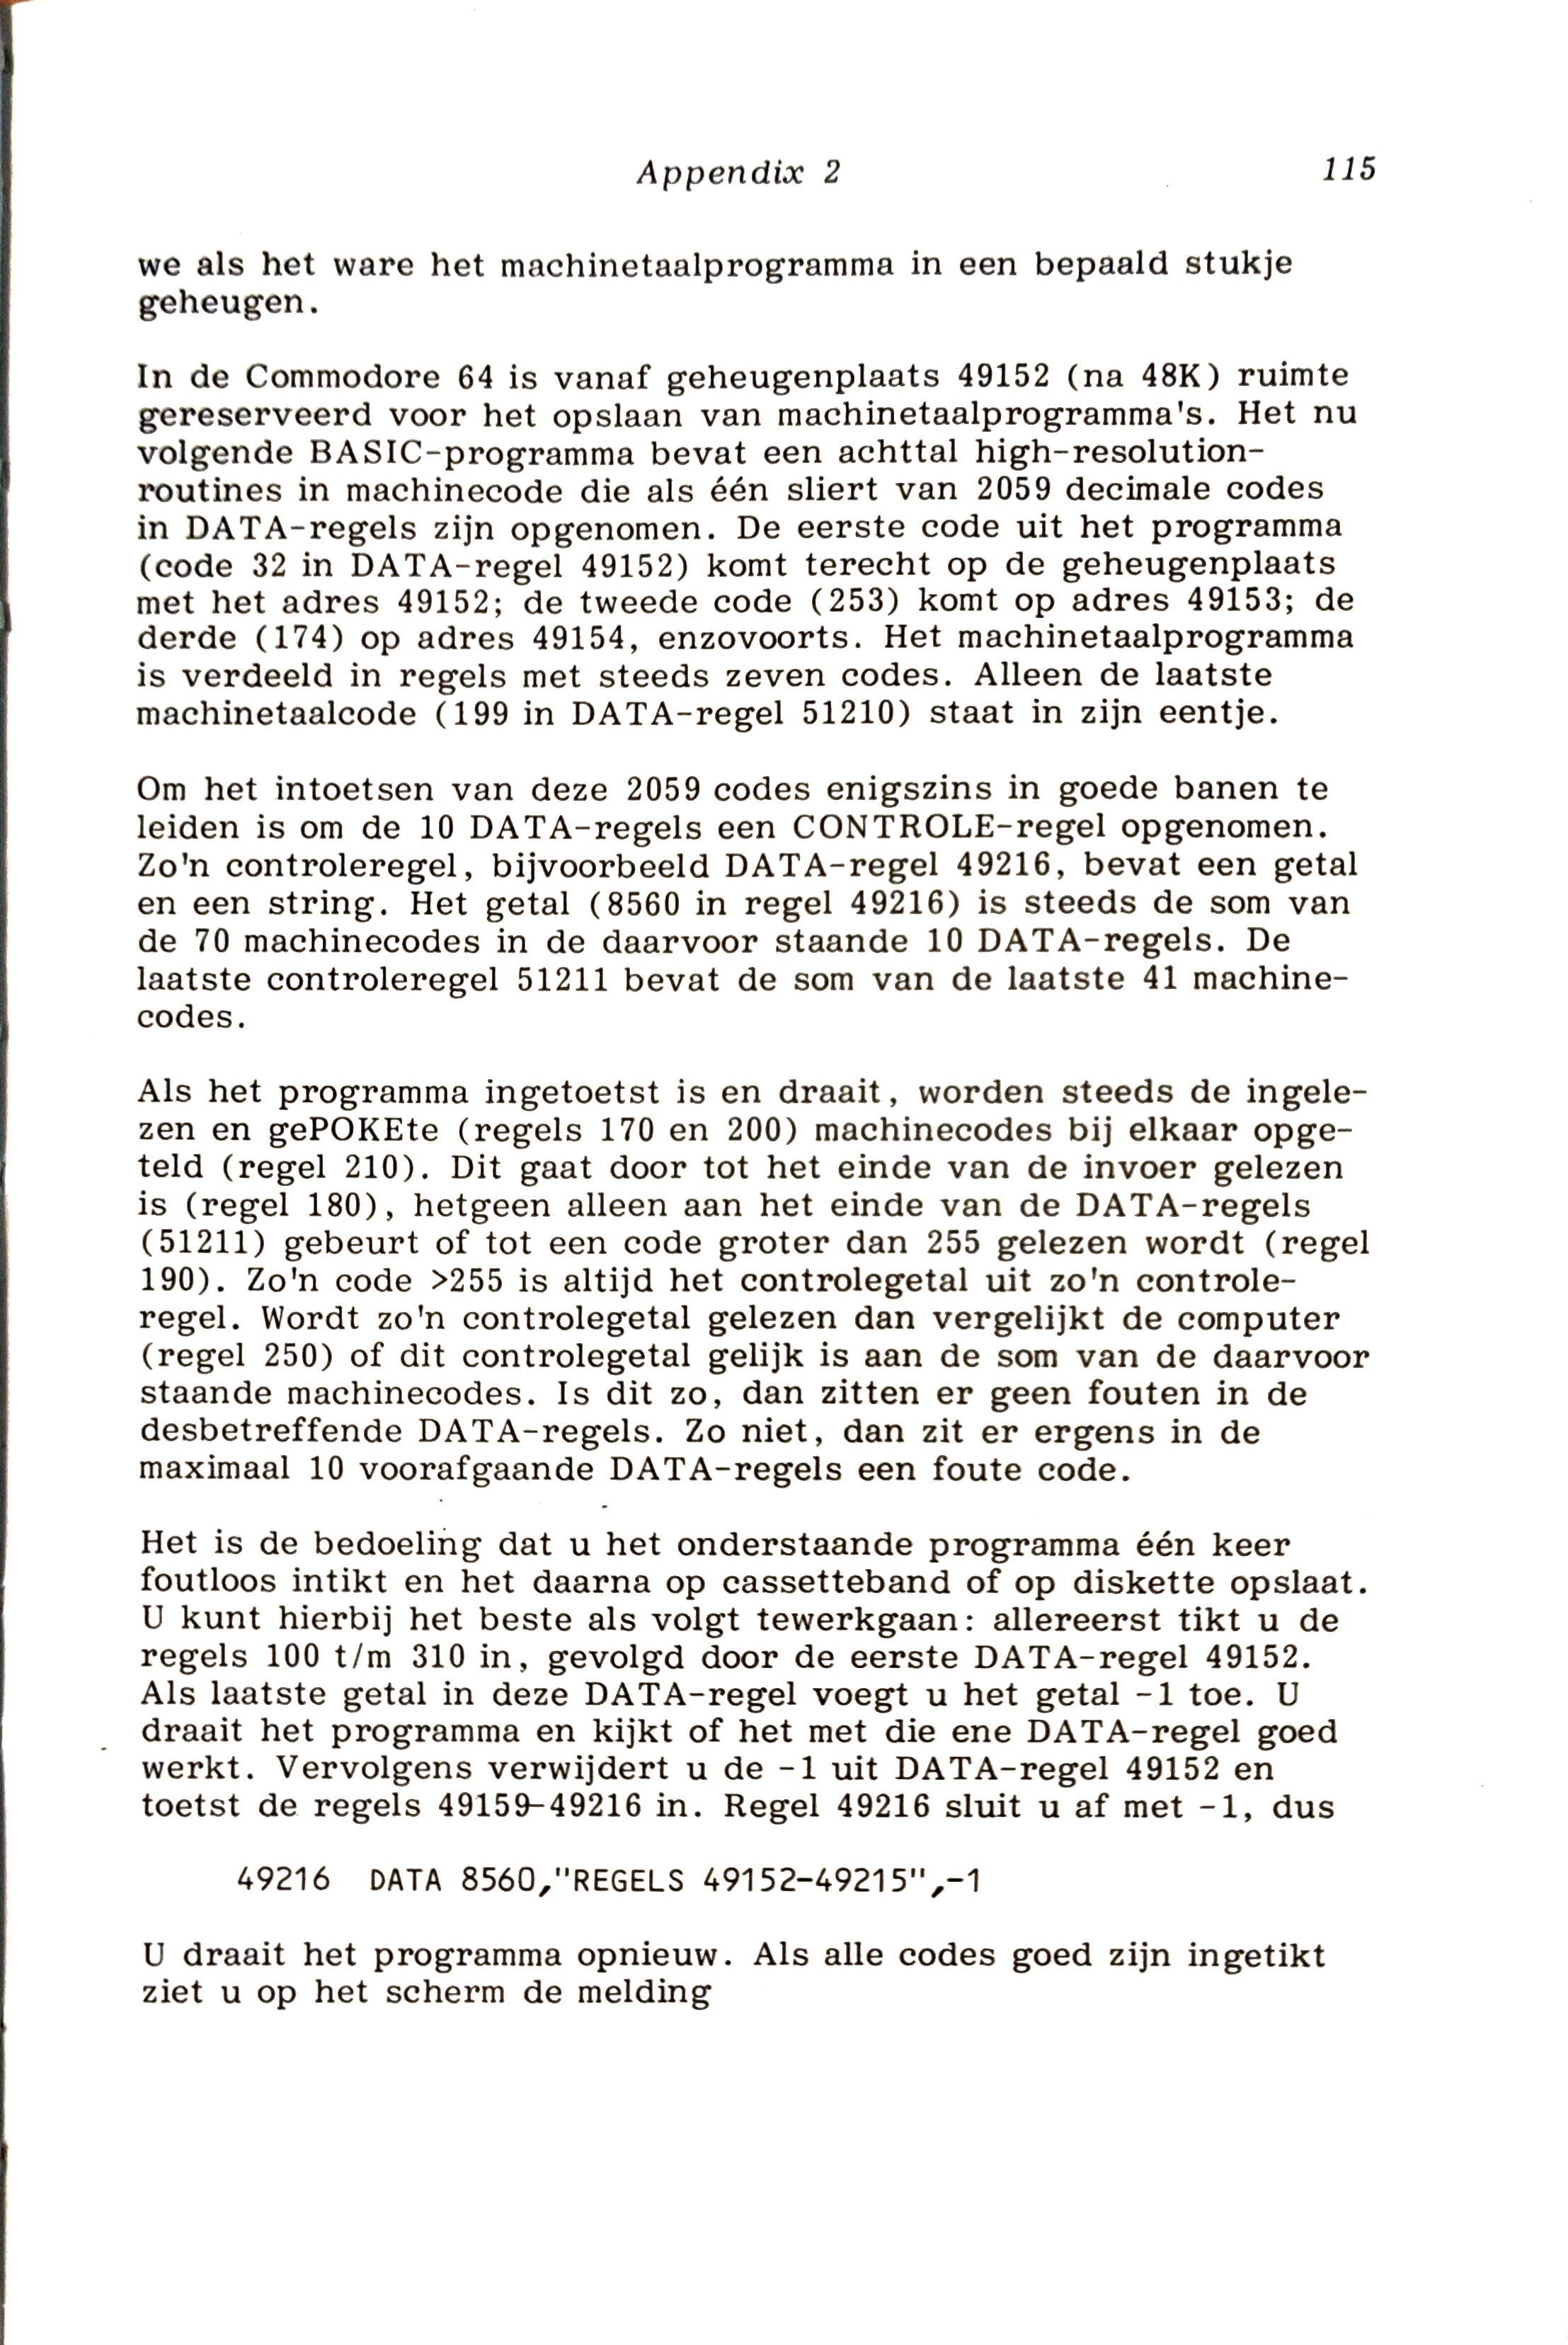 Appendix 2 115
we als het ware het machinetaalprogramma in een bepaald stukje
geheugen.
In de Commodore 64 is vanaf geheugenplaats 49152 (na 48K) ruimte
gereserveerd voor het opslaan van machinetaalprogramma's. Het nu
volgende BASIC-programma bevat een achttal high-resolution-
routines in machinecode die als één sliert van 2059 decimale codes
in DATA-regels zijn opgenomen. De eerste code uit het programma
(code 32 in DATA-regel 49152) komt terecht op de geheugenplaats
met het adres 49152; de tweede code (253) komt op adres 49153; de
derde (174) op adres 49154, enzovoorts. Het machinetaalprogramma
is verdeeld in regels met steeds zeven codes. Alleen de laatste
machinetaalcode (199 in DATA-regel 51210) staat in zijn eentje.
Om het intoetsen van deze 2059 codes enigszins in goede banen te
leiden is om de 10 DATA-regels een CONTROLE-regel opgenomen.
Zo'n controleregel, bijvoorbeeld DATA-regel 49216, bevat een getal
en een string. Het getal (8560 in regel 49216) is steeds de som van
de 70 machinecodes in de daarvoor staande 10 DATA-regels. De
laatste controleregel 51211 bevat de som van de laatste 41 machine-
codes.
Als het programma ingetoetst is en draait, worden steeds de ingele-
zen en gePOKEte (regels 170 en 200) machinecodes bij elkaar opge-
teld (regel 210). Dit gaat door tot het einde van de invoer gelezen
is (regel 180), hetgeen alleen aan het einde van de DATA-regels
(51211) gebeurt of tot een code groter dan 255 gelezen wordt (regel
190). Zo'n code >255 is altijd het controlegetal uit zo'n controle-
regel. Wordt zo'n controlegetal gelezen dan vergelijkt de computer
(regel 250) of dit controlegetal gelijk is aan de som van de daarvoor
staande machinecodes. Is dit zo, dan zitten er geen fouten in de
desbetreffende DATA-regels. Zo niet, dan zit er ergens in de
maximaal 10 voorafgaande DATA-regels een foute code.
Het is de bedoeling dat u het onderstaande programma één keer
foutloos intikt en het daarna op cassetteband of op diskette opslaat.
U kunt hierbij het beste als volgt tewerkgaan: allereerst tikt u de
regels 100 t/m 310 in, gevolgd door de eerste DATA-regel 49152.
Als laatste getal in deze DATA-regel voegt u het getal -1 toe. U
draait het programma en kijkt of het met die ene DATA-regel goed
werkt. Vervolgens verwijdert u de -1 uit DATA-regel 49152 en
toetst de regels 49159-49216 in. Regel 49216 sluit u af met -1, dus
49216 DATA 8560,"REGELS 49152-49215",-1
U draait het programma opnieuw. Als alle codes goed zijn ingetikt
ziet u op het scherm de melding